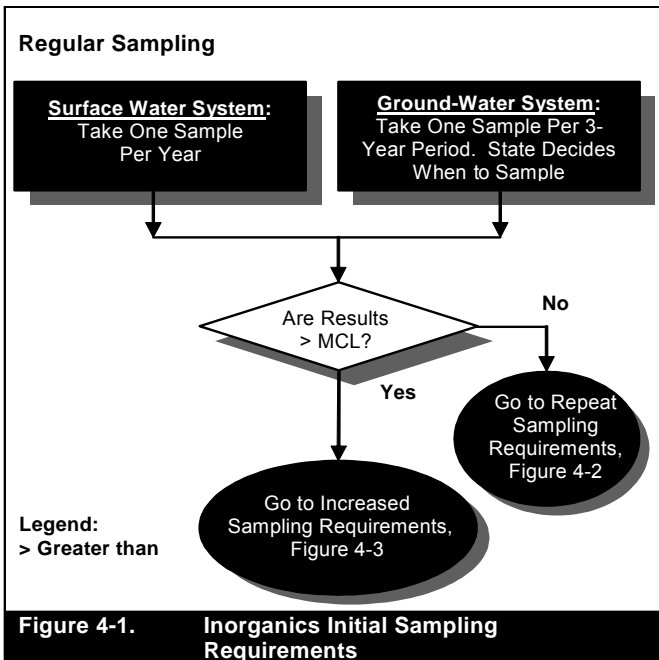 Regular Sampling
Surface Water System:
Take One Sample
Per Year
Ground-Water System:
Take One Sample Per 3-
Year Period. State Decides
When to Sample
Are Results
> MCL?
No
Yes
Go to Repeat
Sampling
Requirements,
Figure 4-2
Go to Increased
Sampling Requirements,
Figure 4-3
Legend:
> Greater than
Figure 4-1. Inorganics Initial Sampling
Requirements